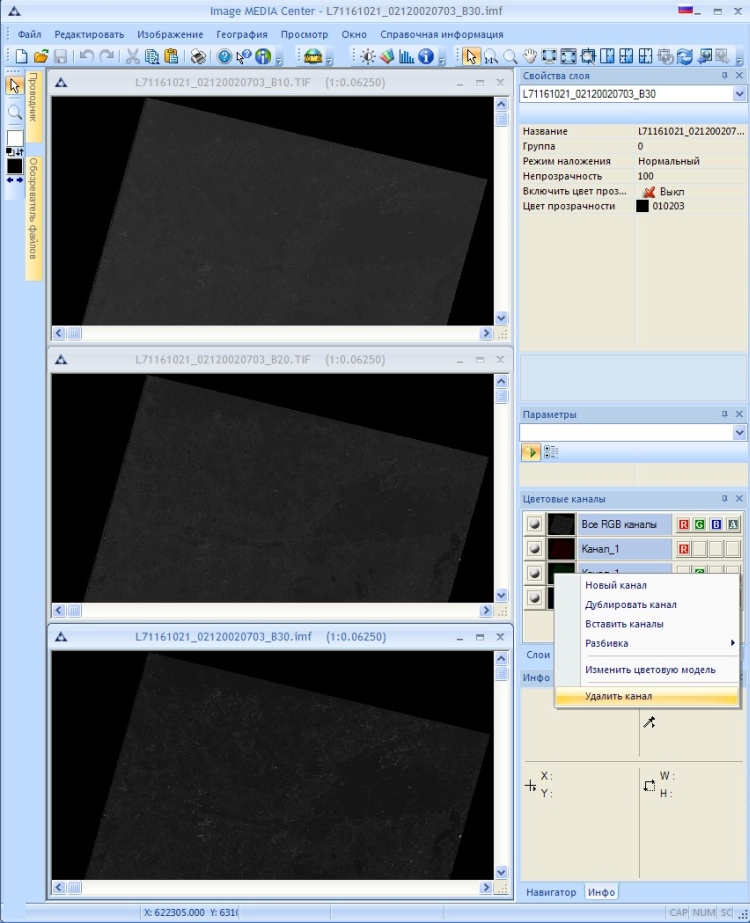 Image MEDIA Center - L71161021_02120020703_B30.imf
Файл Редактировать Изображение География Просмотр Окно Справочная информация
Проводник
Обозреватель файлов
L71161021_02120020703_B10.TIF (1:0.06250)
L71161021_02120020703_B20.TIF (1:0.06250)
L71161021_02120020703_B30.imf (1:0.06250)
Свойства слоя
L71161021_02120020703_B30
Название L71161021_021200207...
Группа 0
Режим наложения Нормальный
Непрозрачность 100
Включить цвет проз... Выкл
Цвет прозрачности 010203
Параметры
Цветовые каналы
Все RGB каналы R G B A
Канал_1 R
Канал_1 G
Новый канал
Дублировать канал
Вставить каналы
Разбивка
Изменить цветовую модель
Удалить канал
Слои
Инфо
X: W:
Y: H:
Навигатор Инфо
X: 622305.000 Y: 631
CAP NUM SC